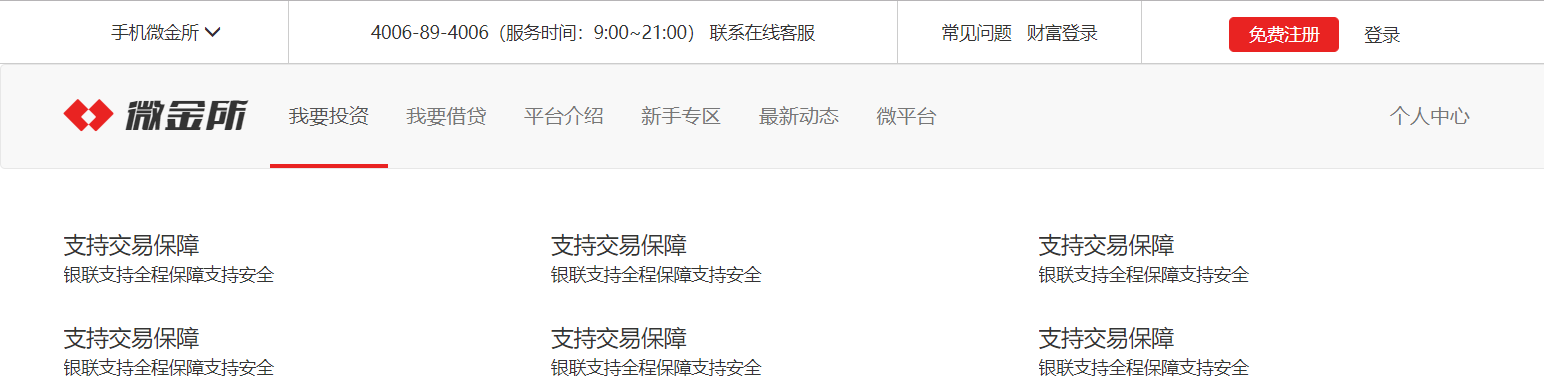 手机微金所 4006-89-4006（服务时间：9:00~21:00） 联系在线客服 常见问题 财富登录 免费注册 登录
微金所 我要投资 我要借贷 平台介绍 新手专区 最新动态 微平台 个人中心
支持交易保障 支持交易保障 支持交易保障
银联支持全程保障支持安全 银联支持全程保障支持安全 银联支持全程保障支持安全
支持交易保障 支持交易保障 支持交易保障
银联支持全程保障支持安全 银联支持全程保障支持安全 银联支持全程保障支持安全